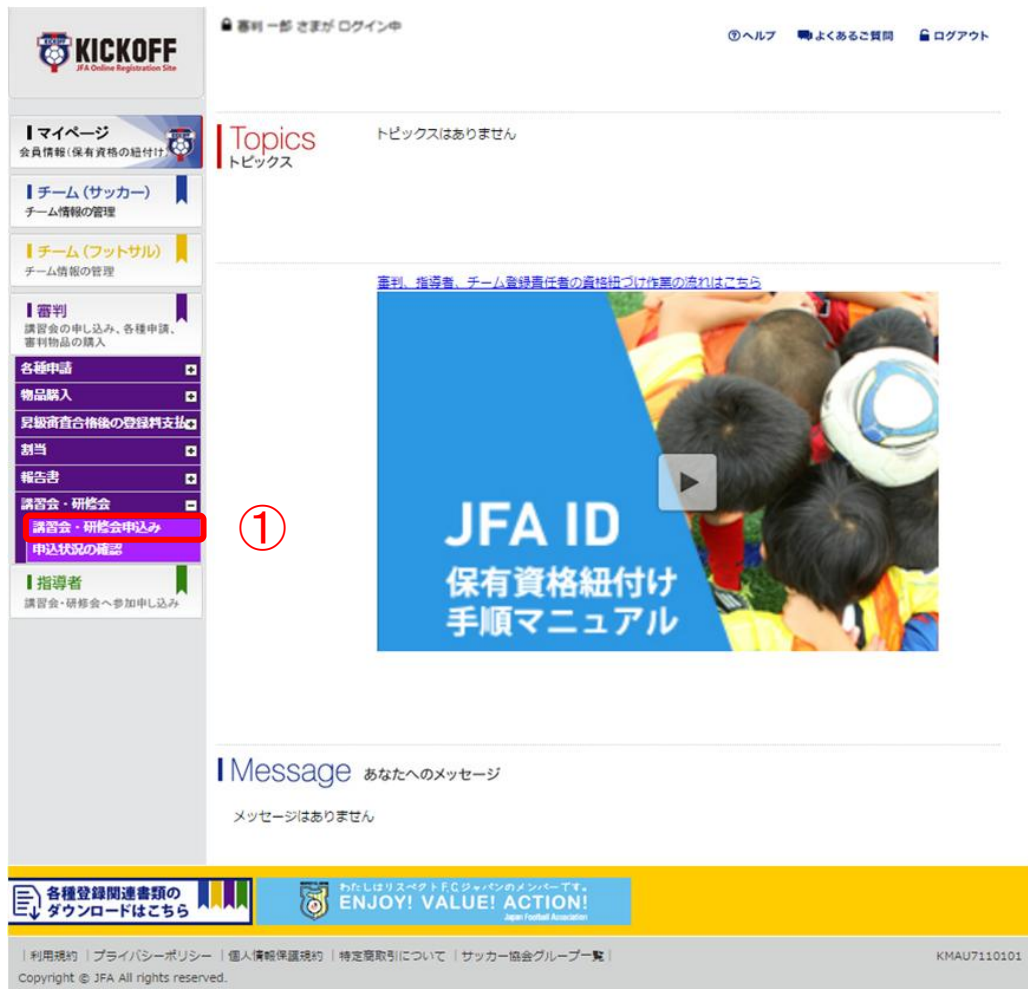 KICKOFF
JFA Online Registration Site
審判 一郎 さまが ログイン中
ヘルプ
よくあるご質問
ログアウト
マイページ
会員情報(保有資格の紐付け)
チーム (サッカー)
チーム情報の管理
チーム (フットサル)
チーム情報の管理
審判
講習会の申し込み、各種申請、
審判物品の購入
各種申請
物品購入
昇級審査合格後の登録料支払
割当
報告書
講習会・研修会
講習会・研修会申込み
申込状況の確認
指導者
講習会・研修会へ参加申し込み
①
Topics
トピックス
トピックスはありません
審判、指導者、チーム登録責任者の資格紐づけ作業の流れはこちら
JFA ID
保有資格紐付け
手順マニュアル
Message あなたへのメッセージ
メッセージはありません
各種登録関連書類の
ダウンロードはこちら
わたしはリスペクトF.C.ジャパンのメンバーです。
ENJOY! VALUE! ACTION!
Japan Football Association
|利用規約 |プライバシーポリシー |個人情報保護規約 |特定商取引について |サッカー協会グループ一覧|
KMAU7110101
Copyright © JFA All rights reserved.